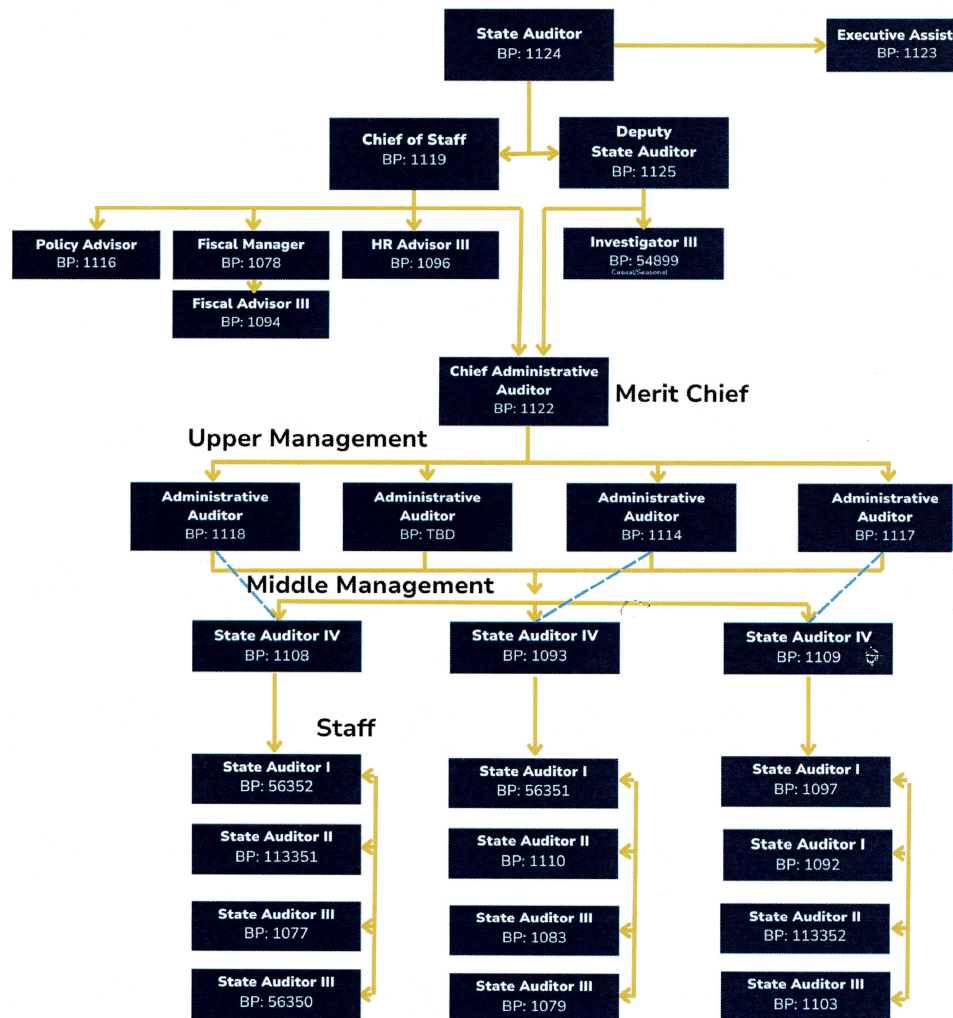 State Auditor
BP: 1124
Executive Assist
BP: 1123
Chief of Staff
BP: 1119
Deputy
State Auditor
BP: 1125
Policy Advisor
BP: 1116
Fiscal Manager
BP: 1078
HR Advisor III
BP: 1096
Investigator III
BP: 54899
Casual/Seasonal
Fiscal Advisor III
BP: 1094
Chief Administrative
Auditor
BP: 1122
Merit Chief
Upper Management
Administrative
Auditor
BP: 1118
Administrative
Auditor
BP: TBD
Administrative
Auditor
BP: 1114
Administrative
Auditor
BP: 1117
Middle Management
State Auditor IV
BP: 1108
State Auditor IV
BP: 1093
State Auditor IV
BP: 1109
Staff
State Auditor I
BP: 56352
State Auditor I
BP: 56351
State Auditor I
BP: 1097
State Auditor II
BP: 113351
State Auditor II
BP: 1110
State Auditor I
BP: 1092
State Auditor III
BP: 1077
State Auditor III
BP: 1083
State Auditor II
BP: 113352
State Auditor III
BP: 56350
State Auditor III
BP: 1079
State Auditor III
BP: 1103